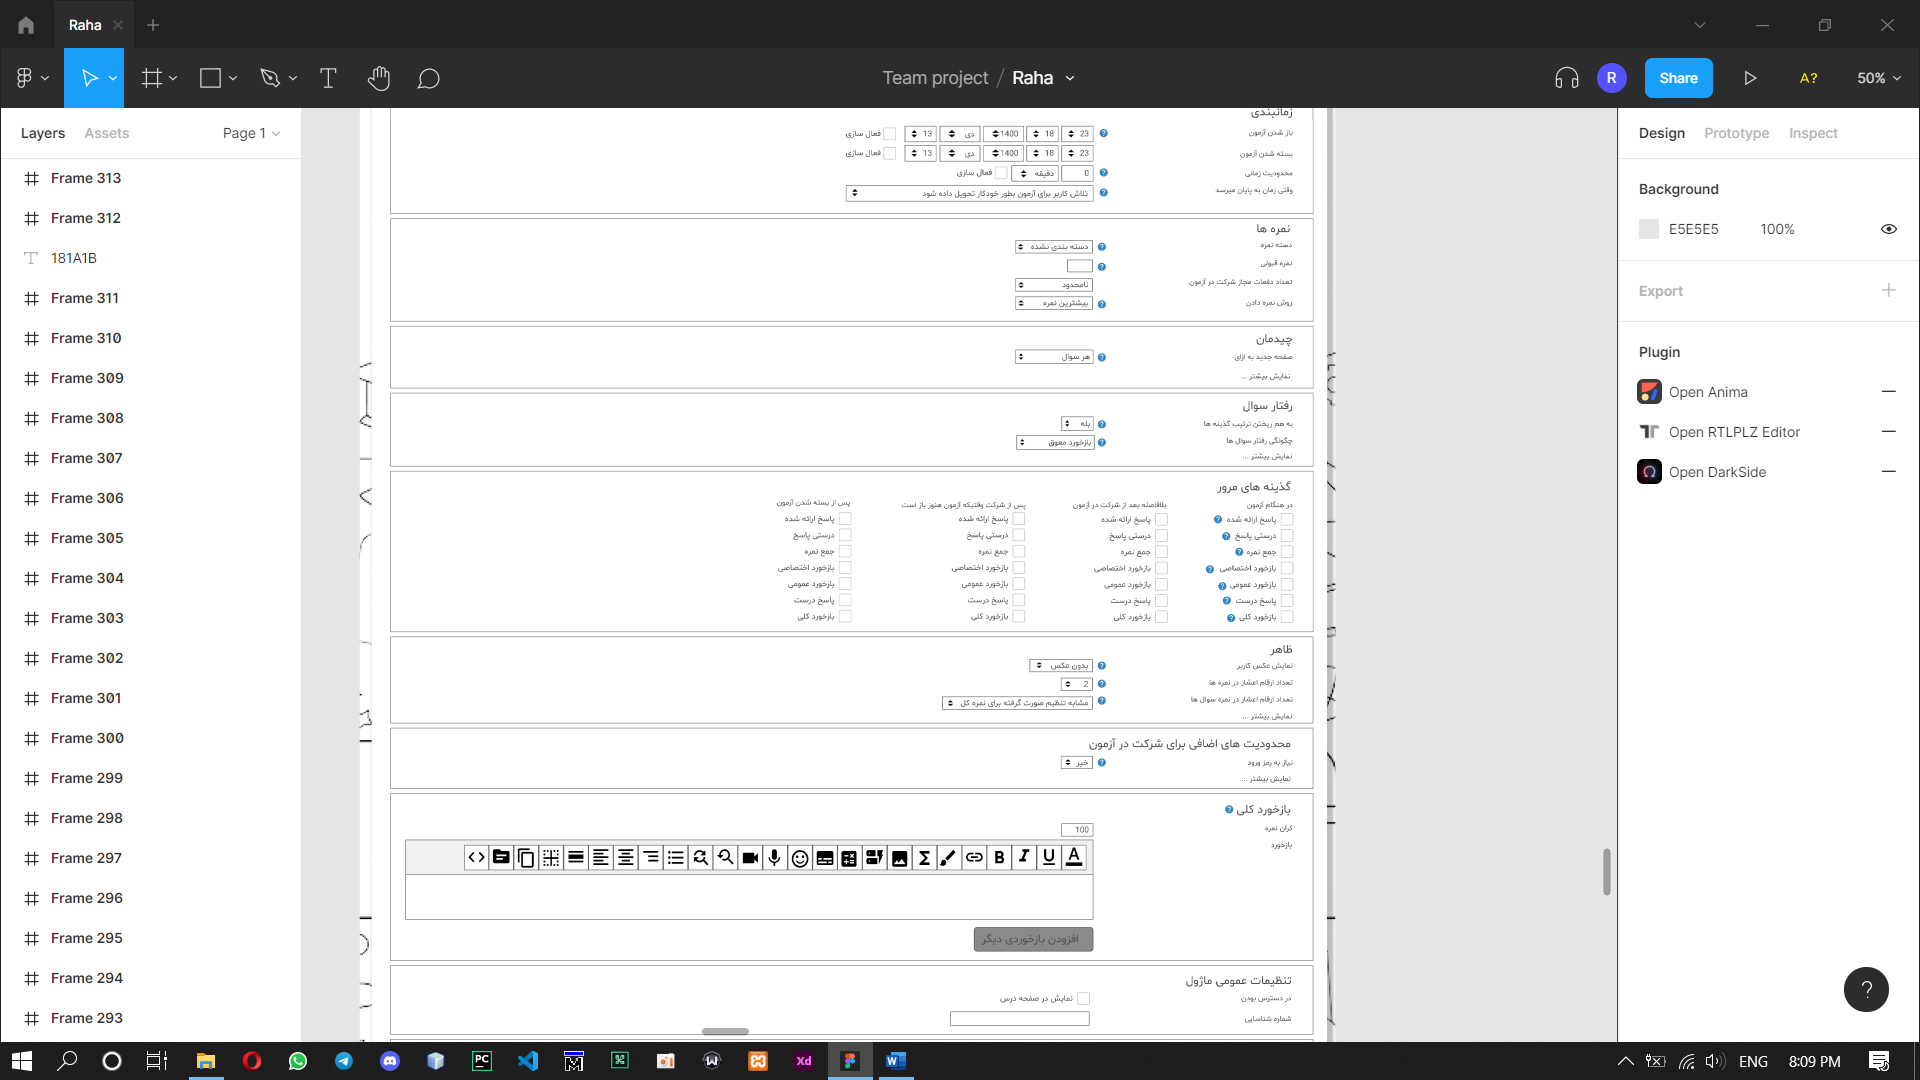 Raha
Team project / Raha
R
Share
A?
50%
Layers
Assets
Page 1
Frame 313
Frame 312
181A1B
Frame 311
Frame 310
Frame 309
Frame 308
Frame 307
Frame 306
Frame 305
Frame 304
Frame 303
Frame 302
Frame 301
Frame 300
Frame 299
Frame 298
Frame 297
Frame 296
Frame 295
Frame 294
Frame 293
زمانبندی
باز شدن آزمون ? 23 18 1400 دی 13 فعال سازی
بسته شدن آزمون 23 18 1400 دی 13 فعال سازی
محدودیت زمانی ? 0 دقیقه فعال سازی
وقتی زمان به پایان میرسد ? تلاش کاربر برای آزمون بطور خودکار تحویل داده شود
نمره ها
دسته نمره ? دسته بندی نشده
نمره قبولی ?
تعداد دفعات مجاز شرکت در آزمون نامحدود
روش نمره دادن ? بیشترین نمره
چیدمان
صفحه جدید به ازای ? هر سوال
نمایش بیشتر ...
رفتار سوال
به هم ریختن ترتیب گذینه ها ? بله
چگونگی رفتار سوال ها ? بازخورد معوق
نمایش بیشتر ...
گذینه های مرور
در هنگام آزمون بلافاصله بعد از شرکت در آزمون پس از شرکت وقتیکه آزمون هنوز باز است پس از بسته شدن آزمون
پاسخ ارائه شده ? پاسخ ارائه شده پاسخ ارائه شده پاسخ ارائه شده
درستی پاسخ ? درستی پاسخ درستی پاسخ درستی پاسخ
جمع نمره ? جمع نمره جمع نمره جمع نمره
بازخورد اختصاصی ? بازخورد اختصاصی بازخورد اختصاصی بازخورد اختصاصی
بازخورد عمومی ? بازخورد عمومی بازخورد عمومی بازخورد عمومی
پاسخ درست ? پاسخ درست پاسخ درست پاسخ درست
بازخورد کلی ? بازخورد کلی بازخورد کلی بازخورد کلی
ظاهر
نمایش عکس کاربر ? بدون عکس
تعداد ارقام اعشار در نمره ها ? 2
تعداد ارقام اعشار در نمره سوال ها ? مشابه تنظیم صورت گرفته برای نمره کل
نمایش بیشتر ...
محدودیت های اضافی برای شرکت در آزمون
نیاز به رمز ورود ? خیر
نمایش بیشتر ...
بازخورد کلی ?
کران نمره 100
بازخورد
B I U A
افزودن بازخوردی دیگر
تنظیمات عمومی ماژول
در دسترس بودن نمایش در صفحه درس
شماره شناسایی
Design
Prototype
Inspect
Background
E5E5E5
100%
Export
Plugin
Open Anima
Open RTLPLZ Editor
Open DarkSide
?
PC
Xd
W
ENG
8:09 PM